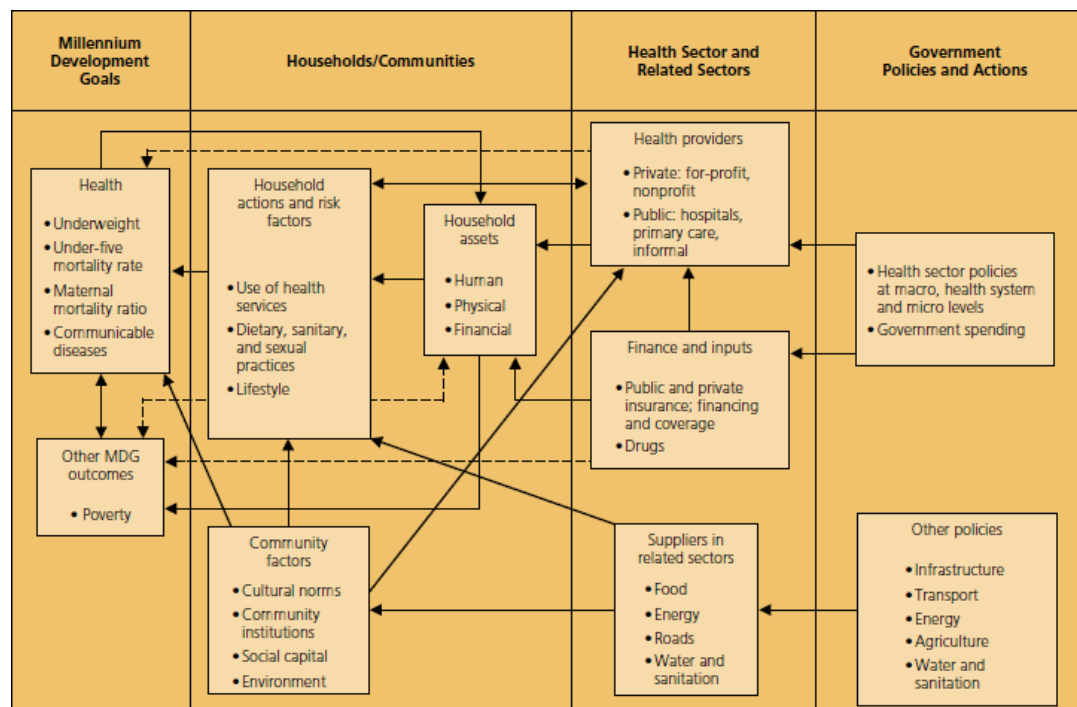 Millennium
Development
Goals
Households/Communities
Health Sector and
Related Sectors
Government
Policies and Actions
Health
• Underweight
• Under-five
mortality rate
• Maternal
mortality ratio
• Communicable
diseases
Other MDG
outcomes
• Poverty
Household
actions and risk
factors
• Use of health
services
• Dietary, sanitary,
and sexual
practices
• Lifestyle
Household
assets
• Human
• Physical
• Financial
Community
factors
• Cultural norms
• Community
institutions
• Social capital
• Environment
Health providers
• Private: for-profit,
nonprofit
• Public: hospitals,
primary care,
informal
Finance and inputs
• Public and private
insurance; financing
and coverage
• Drugs
Suppliers in
related sectors
• Food
• Energy
• Roads
• Water and
sanitation
• Health sector policies
at macro, health system
and micro levels
• Government spending
Other policies
• Infrastructure
• Transport
• Energy
• Agriculture
• Water and
sanitation